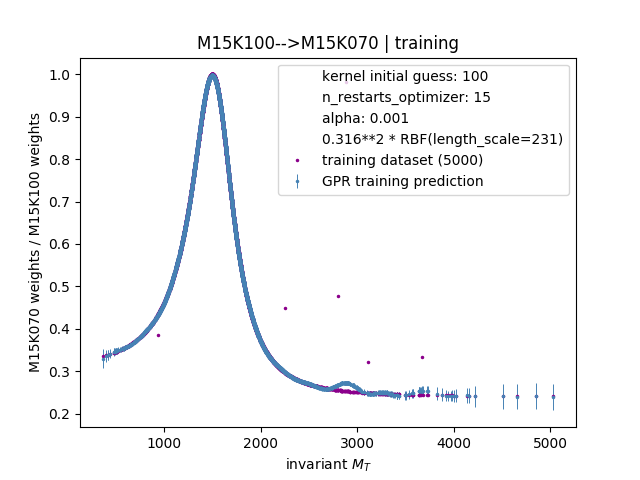 M15K100-->M15K070 | training
kernel initial guess: 100
n_restarts_optimizer: 15
alpha: 0.001
0.316**2 * RBF(length_scale=231)
training dataset (5000)
GPR training prediction
M15K070 weights / M15K100 weights
1.0
0.9
0.8
0.7
0.6
0.5
0.4
0.3
0.2
1000 2000 3000 4000 5000
invariant M_T